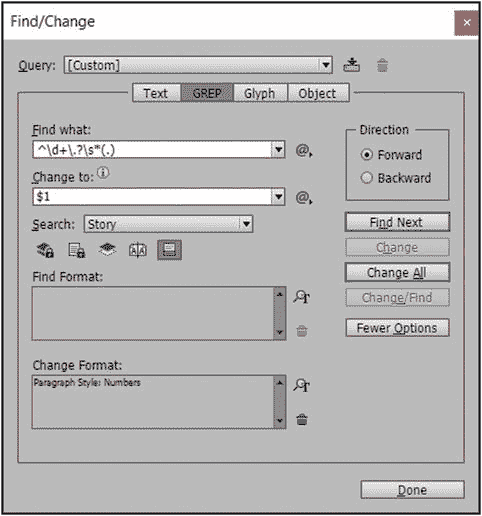 Find/Change
Query: [Custom]
Text GREP Glyph Object
Find what:
^\d+\.?\s*(.)
Change to:
$1
Search: Story
Find Format:
Change Format:
Paragraph Style: Numbers
Direction
Forward
Backward
Find Next
Change
Change All
Change/Find
Fewer Options
Done